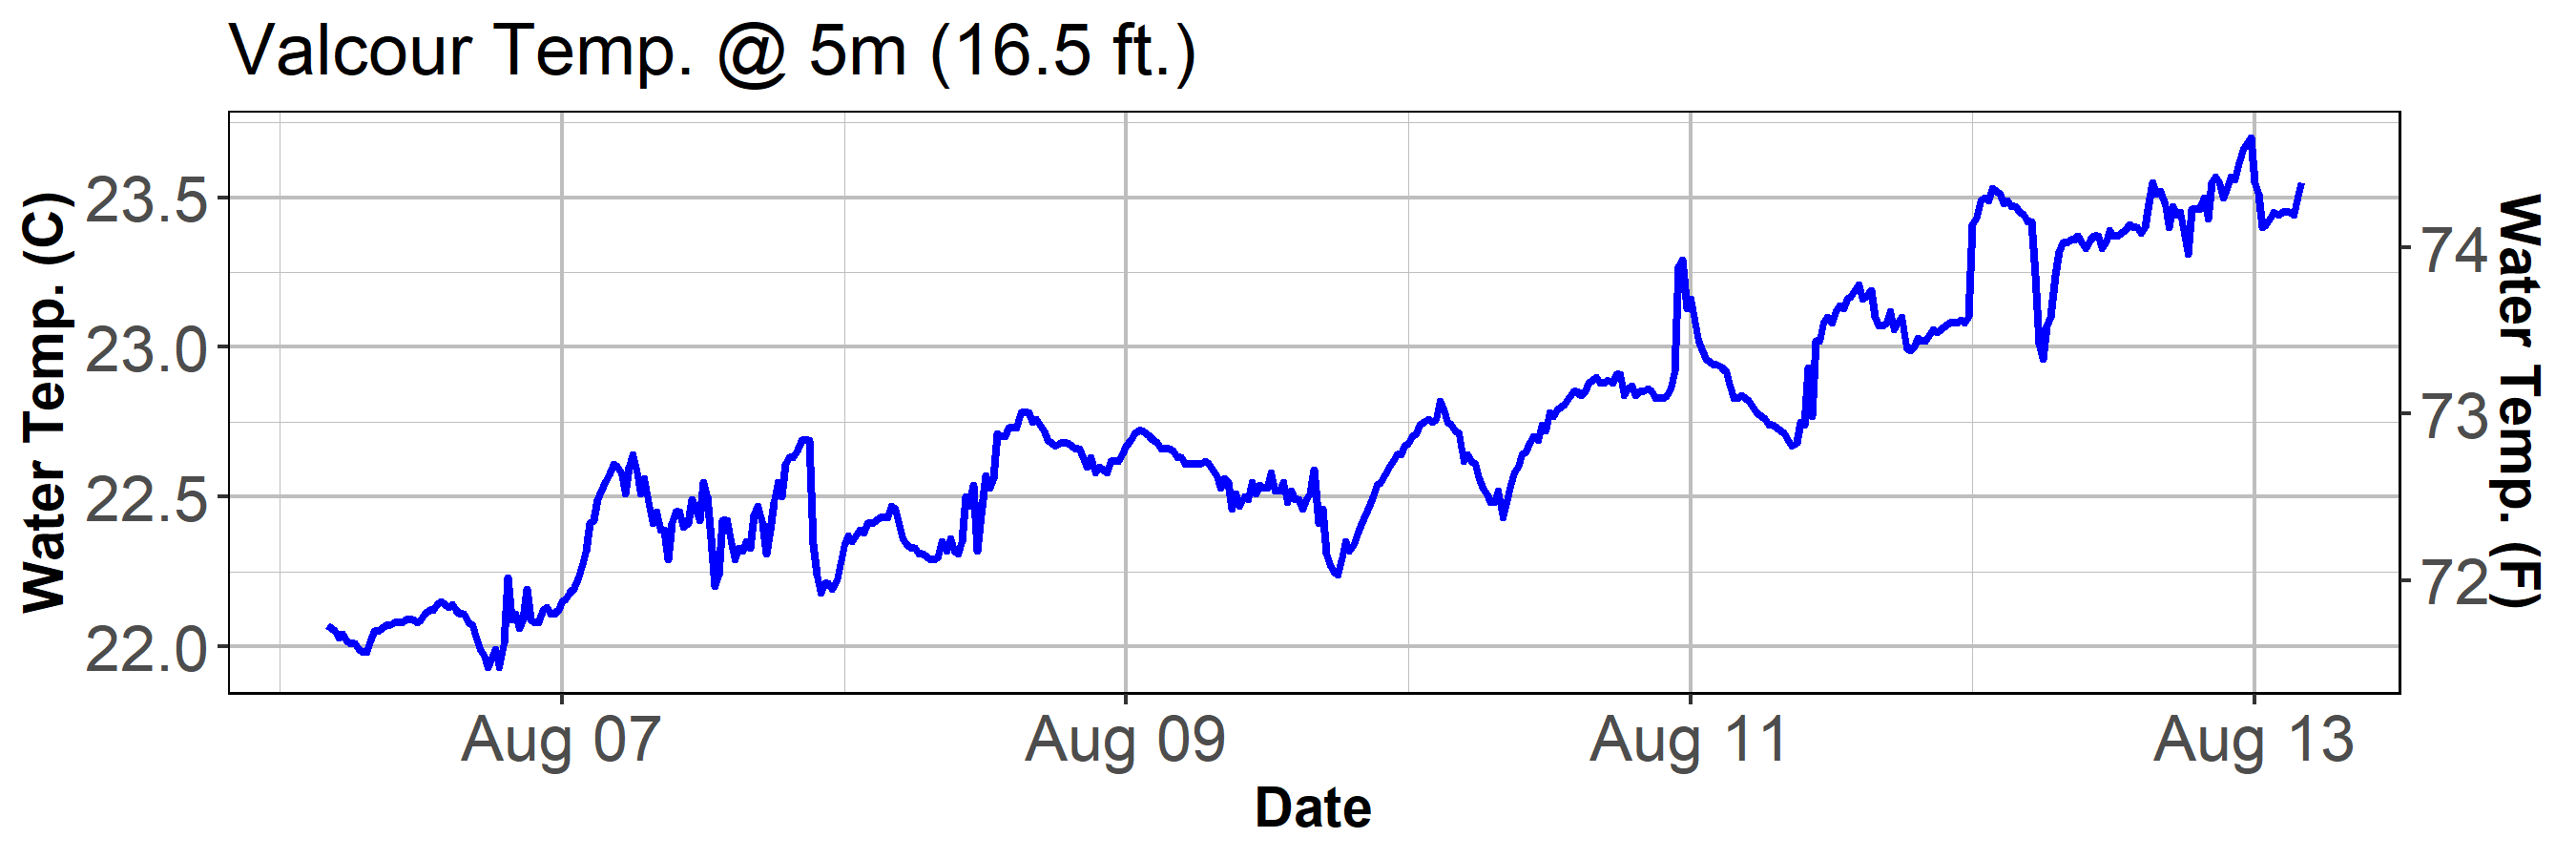 Valcour Temp. @ 5m (16.5 ft.)
Water Temp. (C)
23.5
23.0
22.5
22.0
74
73
72
Water Temp. (F)
Aug 07
Aug 09
Aug 11
Aug 13
Date